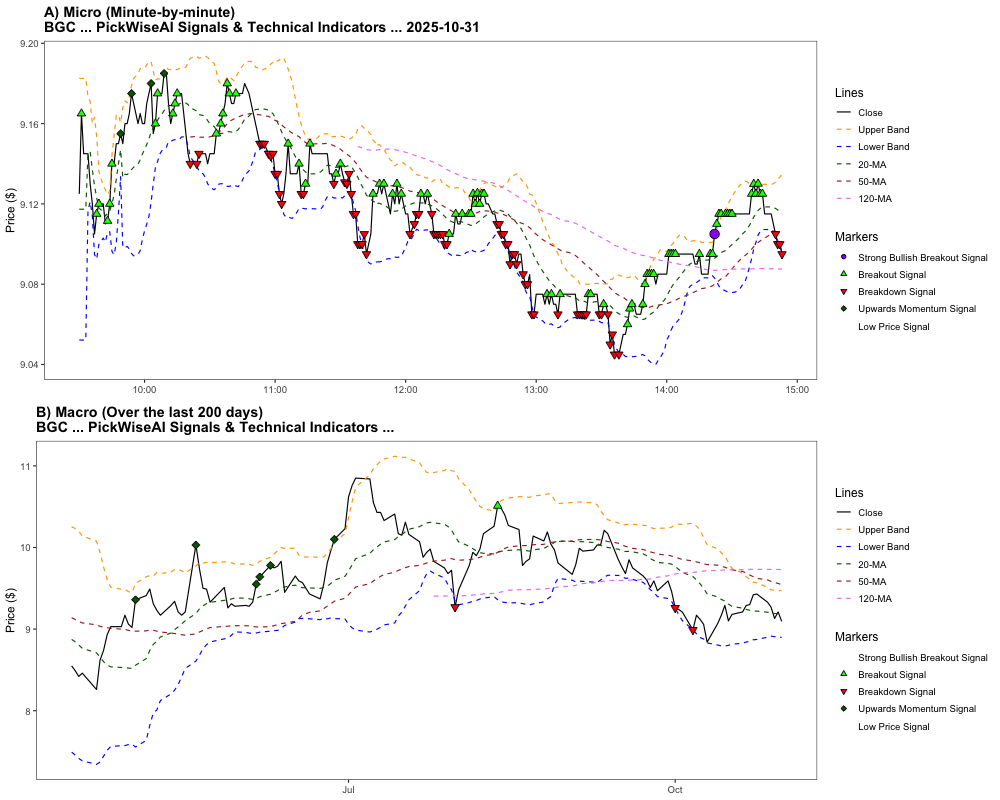 A) Micro (Minute-by-minute)
BGC ... PickWiseAI Signals & Technical Indicators ... 2025-10-31
9.20
9.16
9.12
9.08
9.04
Price ($)
10:00 11:00 12:00 13:00 14:00 15:00
Lines
Close
Upper Band
Lower Band
20-MA
50-MA
120-MA
Markers
Strong Bullish Breakout Signal
Breakout Signal
Breakdown Signal
Upwards Momentum Signal
Low Price Signal
B) Macro (Over the last 200 days)
BGC ... PickWiseAI Signals & Technical Indicators ...
11
10
9
8
Price ($)
Jul Oct
Lines
Close
Upper Band
Lower Band
20-MA
50-MA
120-MA
Markers
Strong Bullish Breakout Signal
Breakout Signal
Breakdown Signal
Upwards Momentum Signal
Low Price Signal